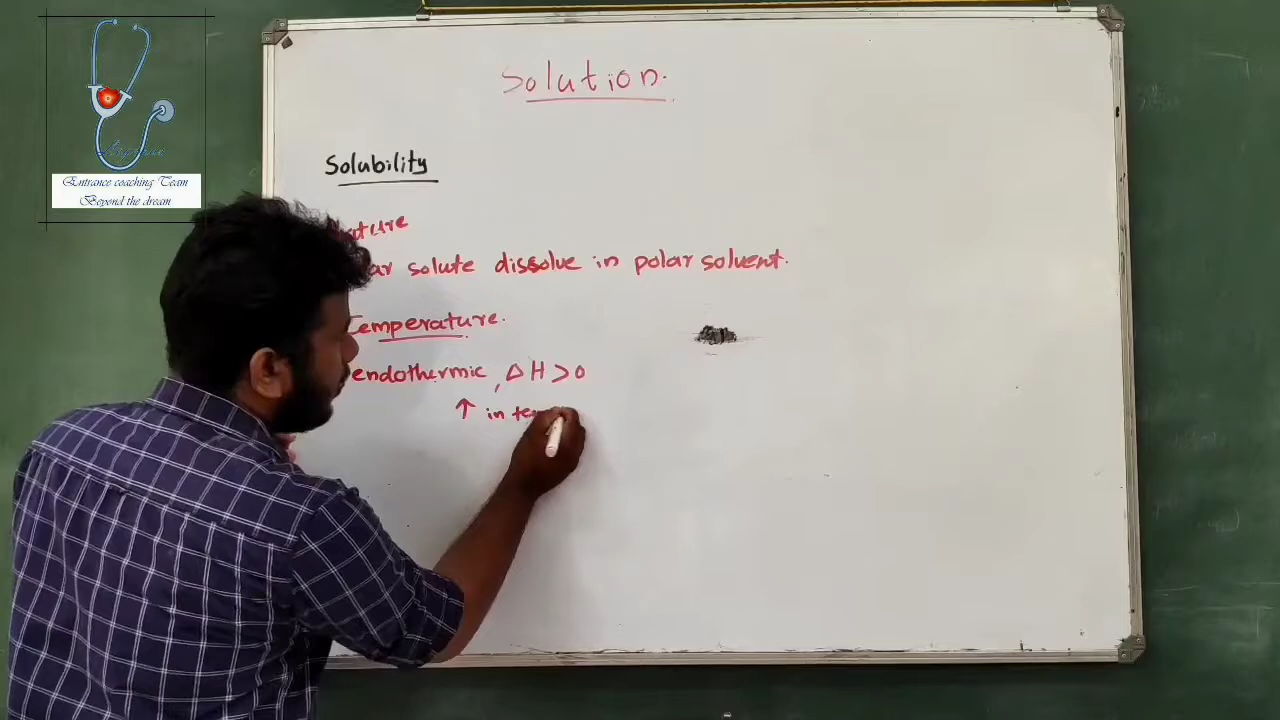 Solution.
Entrance coaching Team
Beyond the dream
Solubility
solute dissolve in polar solvent.
Temperature.
endothermic, ΔH>0
↑ in